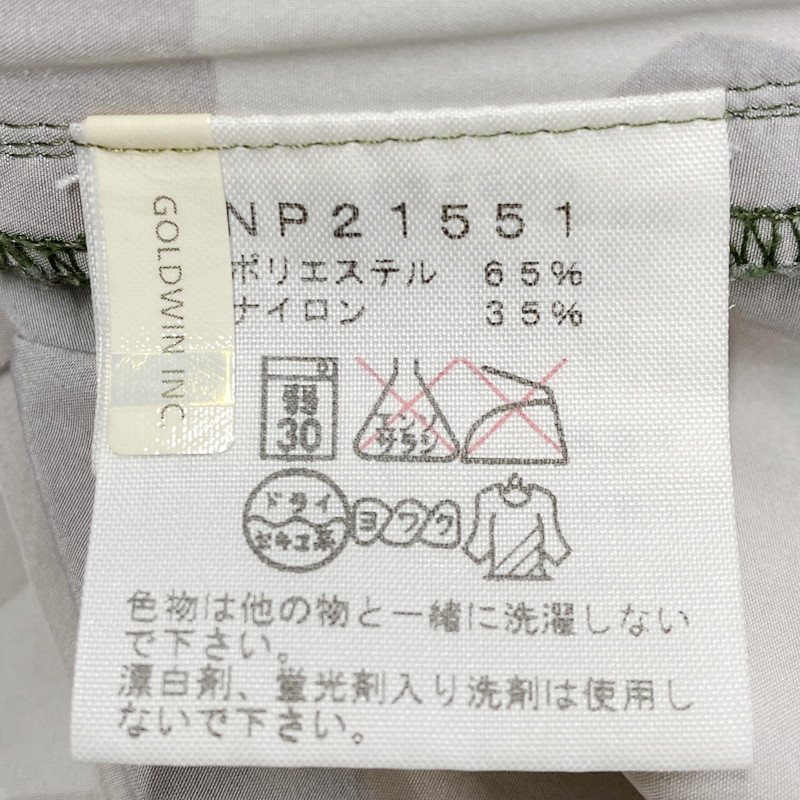 GOLDWIN INC.
NP21551
ポリエステル 65%
ナイロン 35%
弱
30
エンソ サラシ
ドライ
セキユ系
ヨワク
色物は他の物と一緒に洗濯しない
で下さい。
漂白剤、蛍光剤入り洗剤は使用し
ないで下さい。